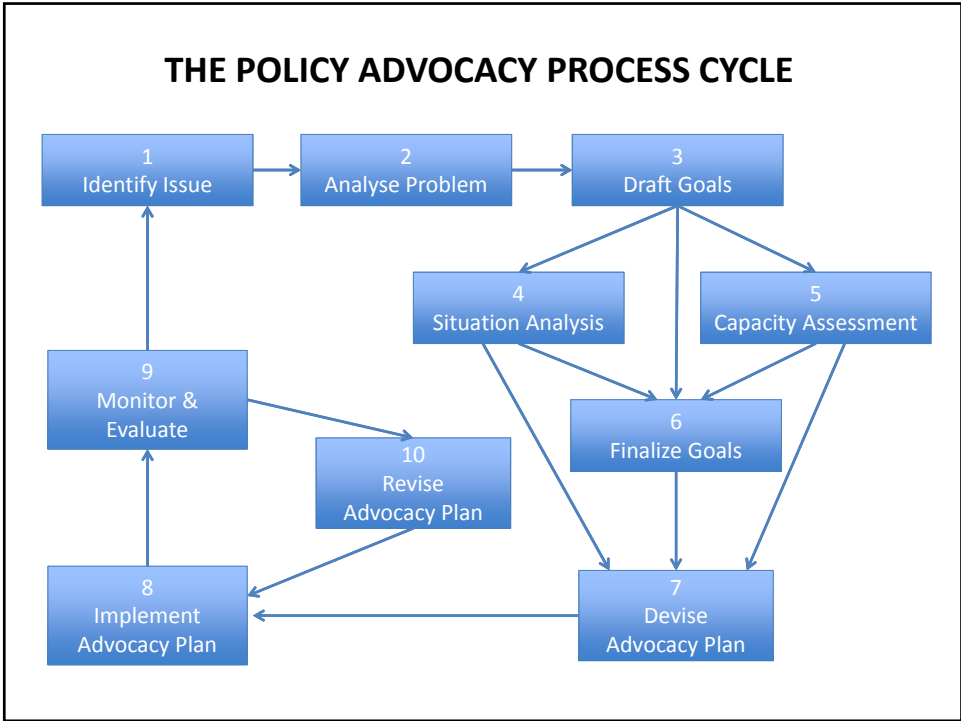 THE POLICY ADVOCACY PROCESS CYCLE
1
Identify Issue
2
Analyse Problem
3
Draft Goals
4
Situation Analysis
5
Capacity Assessment
6
Finalize Goals
7
Devise
Advocacy Plan
8
Implement
Advocacy Plan
9
Monitor &
Evaluate
10
Revise
Advocacy Plan